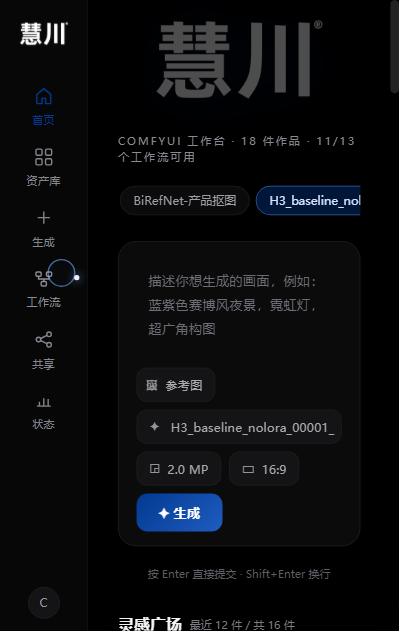 慧川
首页
资产库
生成
工作流
共享
状态
C
慧川®
COMFYUI 工作台 · 18 件作品 · 11/13
个工作流可用
BiRefNet-产品抠图
H3_baseline_nol
描述你想生成的画面，例如：
蓝紫色赛博风夜景，霓虹灯，
超广角构图
参考图
H3_baseline_nolora_00001_
2.0 MP
16:9
生成
按 Enter 直接提交 · Shift+Enter 换行
灵感广场 最近 12 件 / 共 16 件